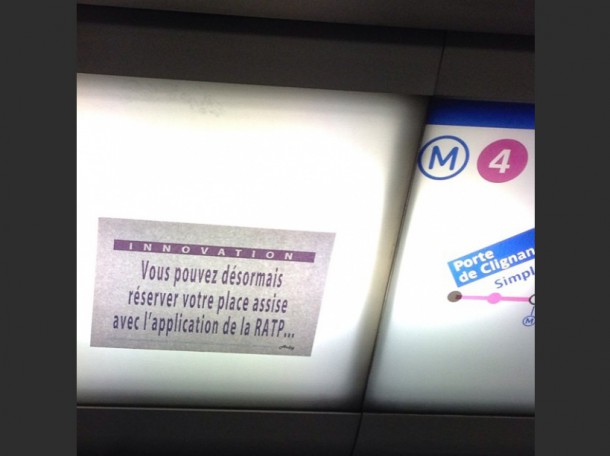 INNOVATION
Vous pouvez désormais
réserver votre place assise
avec l'application de la RATP...
M 4
Porte
de Clignan
Simpl
M